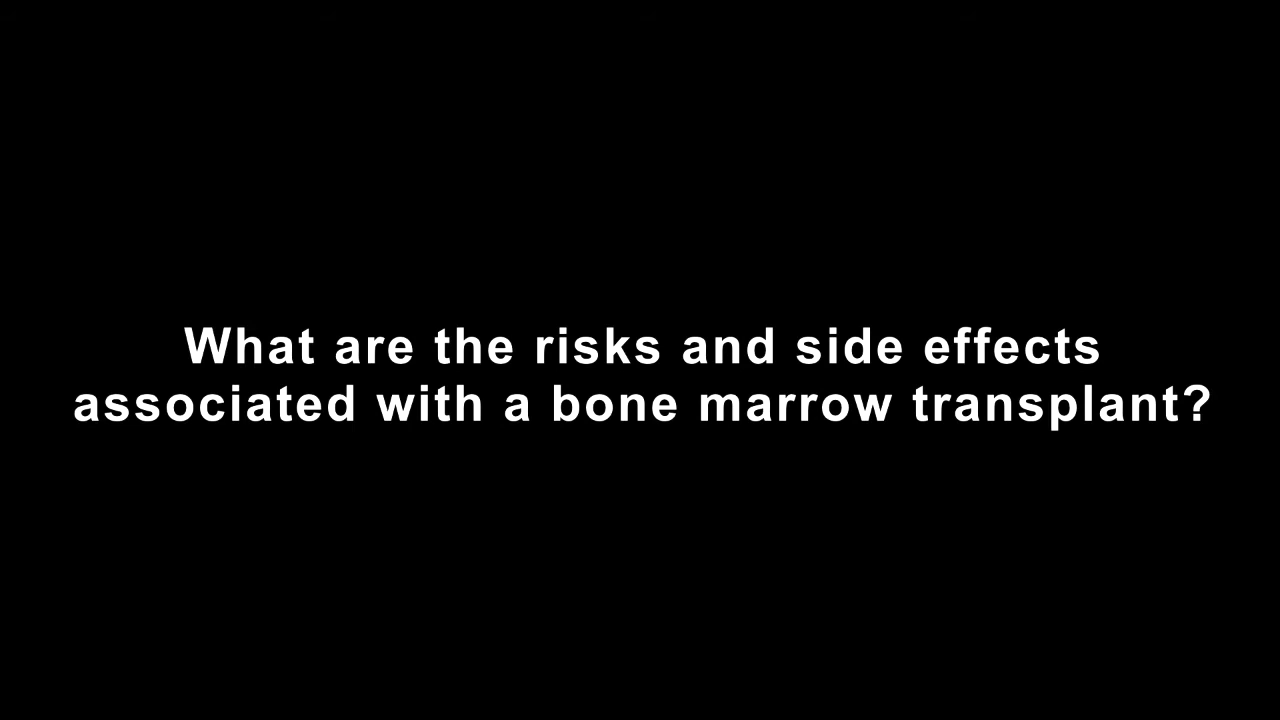 What are the risks and side effects
associated with a bone marrow transplant?